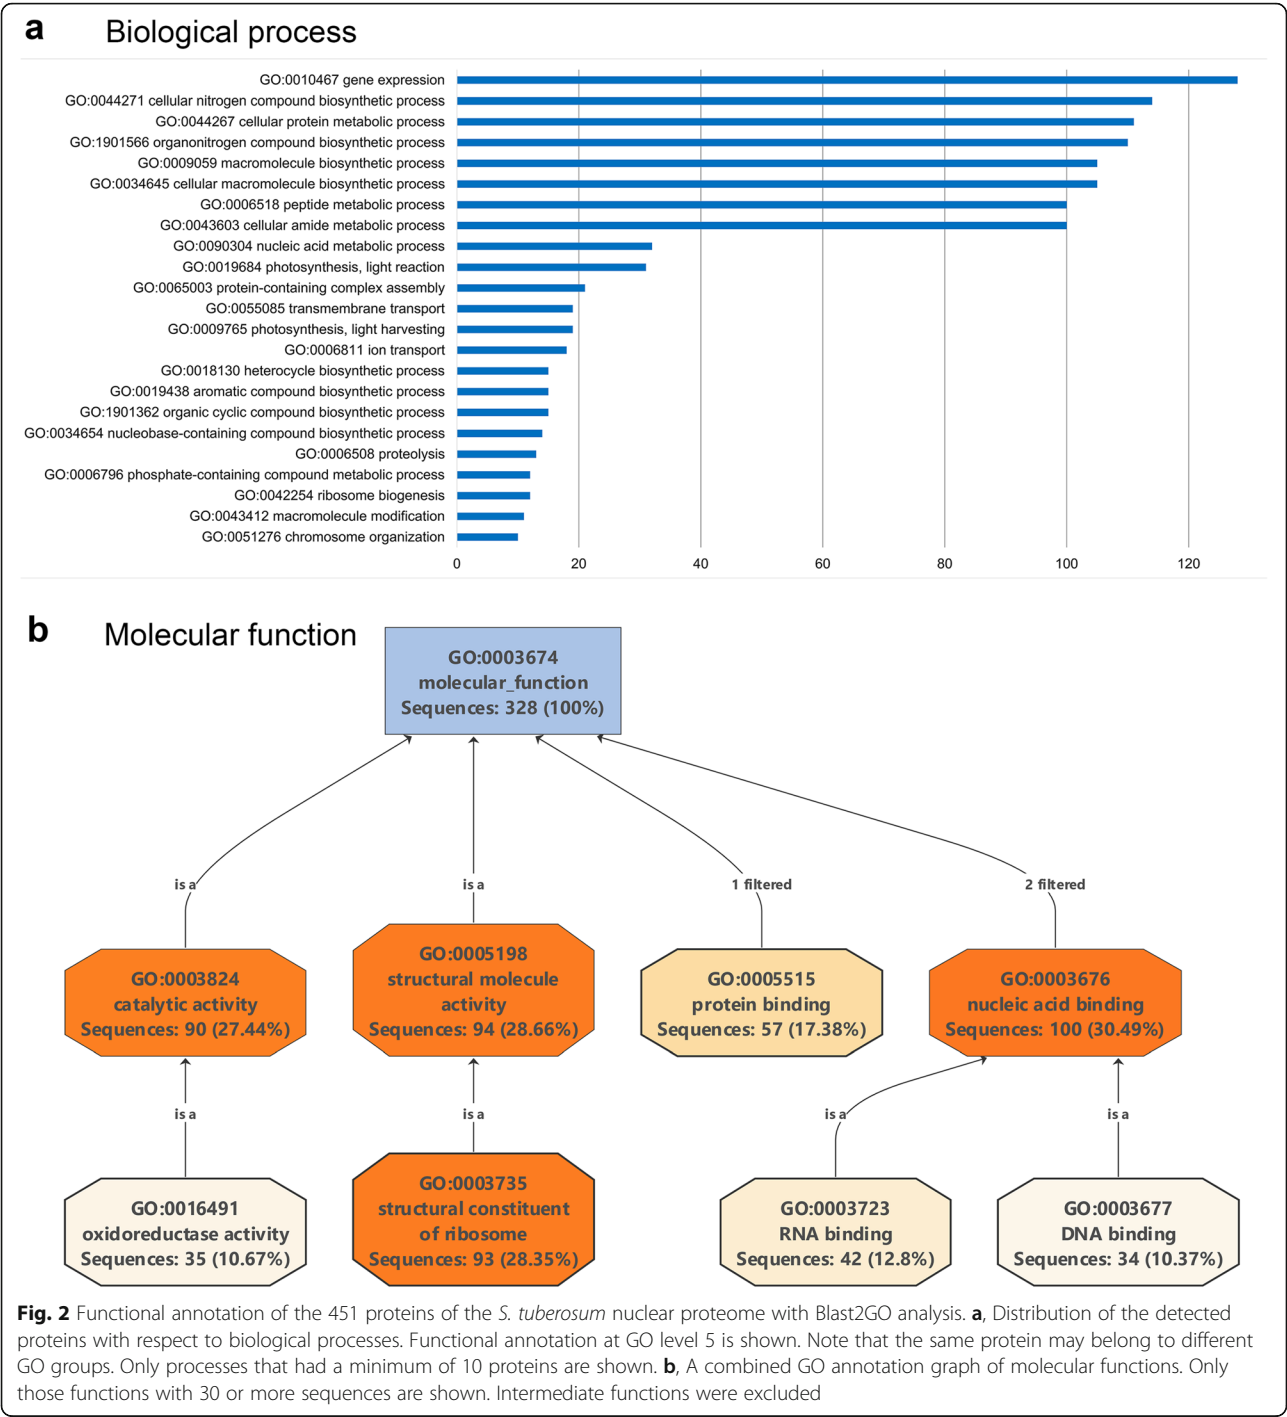 a Biological process
GO:0010467 gene expression
GO:0044271 cellular nitrogen compound biosynthetic process
GO:0044267 cellular protein metabolic process
GO:1901566 organonitrogen compound biosynthetic process
GO:0009059 macromolecule biosynthetic process
GO:0034645 cellular macromolecule biosynthetic process
GO:0006518 peptide metabolic process
GO:0043603 cellular amide metabolic process
GO:0090304 nucleic acid metabolic process
GO:0019684 photosynthesis, light reaction
GO:0065003 protein-containing complex assembly
GO:0055085 transmembrane transport
GO:0009765 photosynthesis, light harvesting
GO:0006811 ion transport
GO:0018130 heterocycle biosynthetic process
GO:0019438 aromatic compound biosynthetic process
GO:1901362 organic cyclic compound biosynthetic process
GO:0034654 nucleobase-containing compound biosynthetic process
GO:0006508 proteolysis
GO:0006796 phosphate-containing compound metabolic process
GO:0042254 ribosome biogenesis
GO:0043412 macromolecule modification
GO:0051276 chromosome organization
0 20 40 60 80 100 120
b Molecular function
GO:0003674
molecular_function
Sequences: 328 (100%)
is a
is a
1 filtered
2 filtered
GO:0003824
catalytic activity
Sequences: 90 (27.44%)
GO:0005198
structural molecule
activity
Sequences: 94 (28.66%)
GO:0005515
protein binding
Sequences: 57 (17.38%)
GO:0003676
nucleic acid binding
Sequences: 100 (30.49%)
is a
is a
is a
is a
GO:0016491
oxidoreductase activity
Sequences: 35 (10.67%)
GO:0003735
structural constituent
of ribosome
Sequences: 93 (28.35%)
GO:0003723
RNA binding
Sequences: 42 (12.8%)
GO:0003677
DNA binding
Sequences: 34 (10.37%)
Fig. 2 Functional annotation of the 451 proteins of the S. tuberosum nuclear proteome with Blast2GO analysis. a, Distribution of the detected
proteins with respect to biological processes. Functional annotation at GO level 5 is shown. Note that the same protein may belong to different
GO groups. Only processes that had a minimum of 10 proteins are shown. b, A combined GO annotation graph of molecular functions. Only
those functions with 30 or more sequences are shown. Intermediate functions were excluded